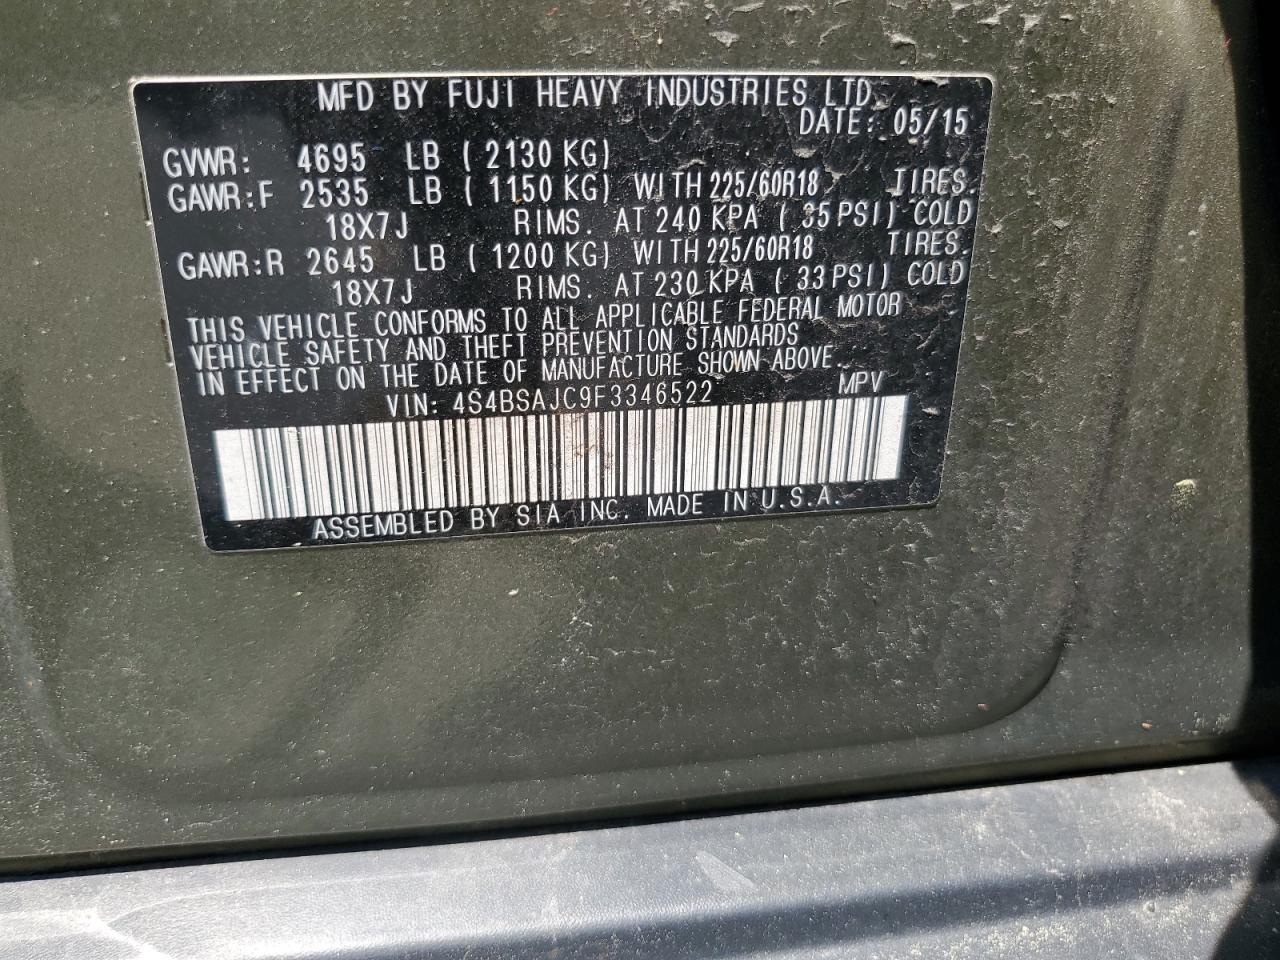 MFD BY FUJI HEAVY INDUSTRIES LTD.
DATE: 05/15
GVWR: 4695 LB ( 2130 KG)
GAWR:F 2535 LB ( 1150 KG) WITH 225/60R18 TIRES.
18X7J RIMS. AT 240 KPA ( 35 PSI) COLD
GAWR:R 2645 LB ( 1200 KG) WITH 225/60R18 TIRES.
18X7J RIMS. AT 230 KPA ( 33 PSI) COLD
THIS VEHICLE CONFORMS TO ALL APPLICABLE FEDERAL MOTOR
VEHICLE SAFETY AND THEFT PREVENTION STANDARDS
IN EFFECT ON THE DATE OF MANUFACTURE SHOWN ABOVE.
VIN: 4S4BSAJC9F3346522 MPV
ASSEMBLED BY SIA INC. MADE IN U.S.A.